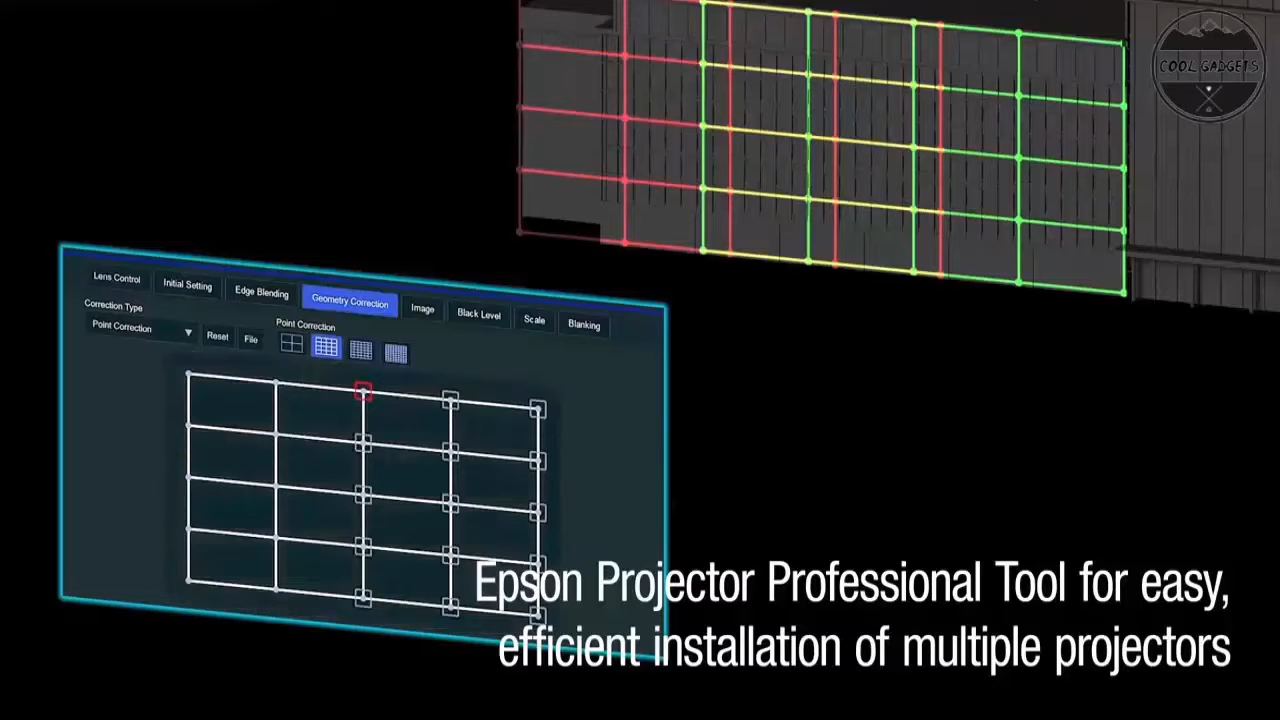 COOL GADGETS
Lens Control
Initial Setting
Edge Blending
Geometry Correction
Image
Black Level
Scale
Blanking
Correction Type
Point Correction
Reset
File
Point Correction
Epson Projector Professional Tool for easy,
efficient installation of multiple projectors